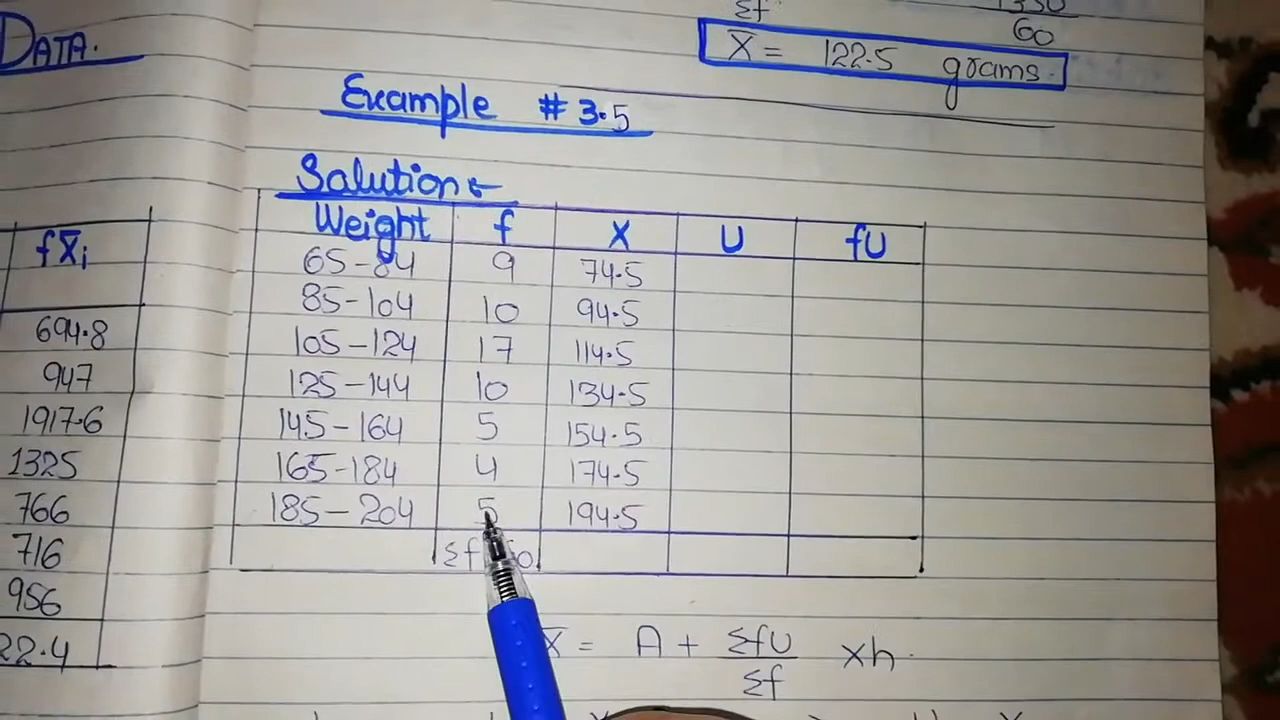 DATA.
Σf
60
X̄ = 122.5 grams.
Example # 3.5
Solution:-
Weight f X U fU
65-84 9 74.5
85-104 10 94.5
105-124 17 114.5
125-144 10 134.5
145-164 5 154.5
165-184 4 174.5
185-204 5 194.5
Σf
X̄ = A + ΣfU/Σf xh.
fX̄i
694.8
947
1917.6
1325
766
716
956
22.4